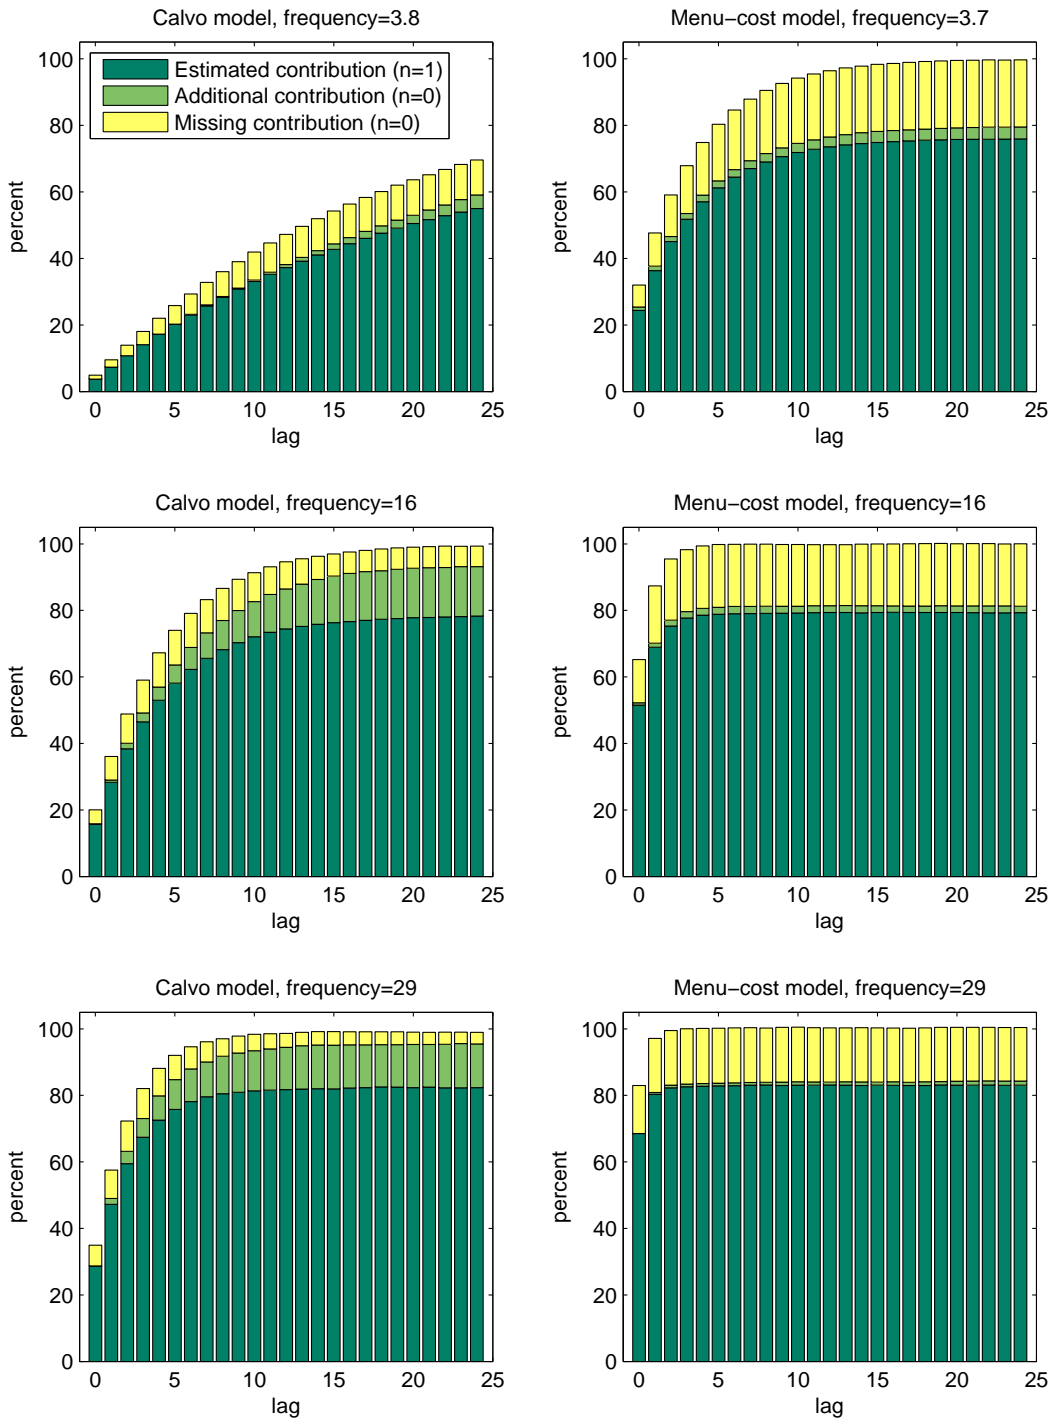 Calvo model, frequency=3.8
100
80
60
40
20
0
percent
Estimated contribution (n=1)
Additional contribution (n=0)
Missing contribution (n=0)
0 5 10 15 20 25
lag
Menu−cost model, frequency=3.7
100
80
60
40
20
0
percent
0 5 10 15 20 25
lag
Calvo model, frequency=16
100
80
60
40
20
0
percent
0 5 10 15 20 25
lag
Menu−cost model, frequency=16
100
80
60
40
20
0
percent
0 5 10 15 20 25
lag
Calvo model, frequency=29
100
80
60
40
20
0
percent
0 5 10 15 20 25
lag
Menu−cost model, frequency=29
100
80
60
40
20
0
percent
0 5 10 15 20 25
lag